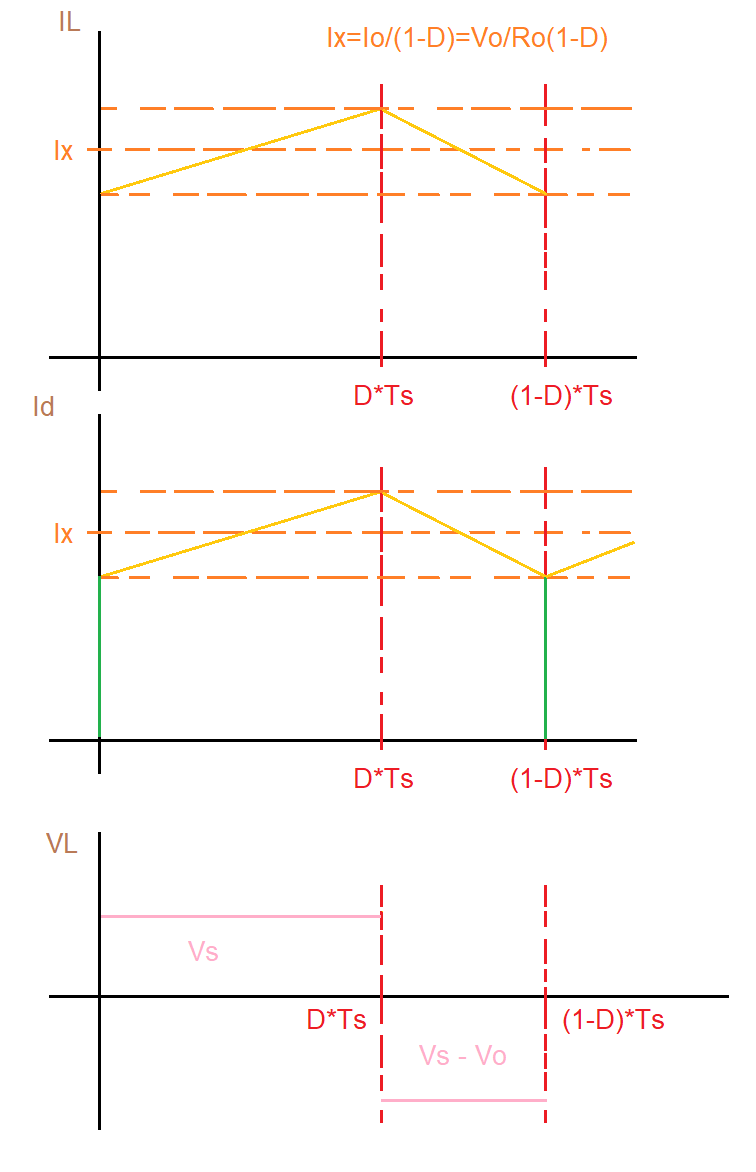 IL
Ix=Io/(1-D)=Vo/Ro(1-D)
Ix
D*Ts
(1-D)*Ts
Id
Ix
D*Ts
(1-D)*Ts
VL
Vs
D*Ts
(1-D)*Ts
Vs - Vo